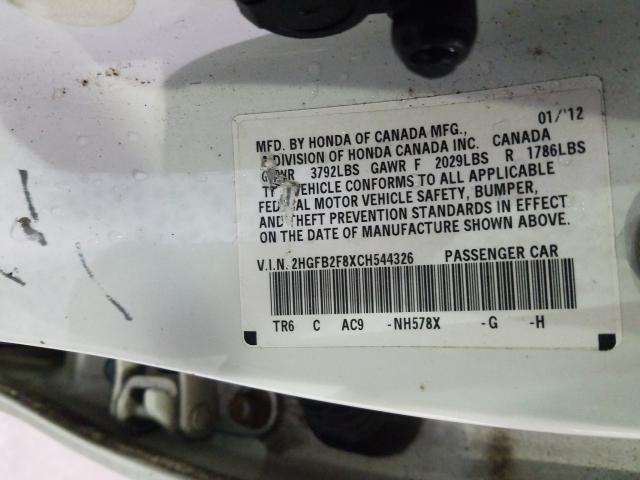 01/'12
MFD. BY HONDA OF CANADA MFG.,
DIVISION OF HONDA CANADA INC. CANADA
3792LBS GAWR F 2029LBS R 1786LBS
VEHICLE CONFORMS TO ALL APPLICABLE
MOTOR VEHICLE SAFETY, BUMPER,
AND THEFT PREVENTION STANDARDS IN EFFECT
ON THE DATE OF MANUFACTURE SHOWN ABOVE.
V.I.N. 2HGFB2F8XCH544326 PASSENGER CAR
TR6 C AC9 -NH578X -G -H